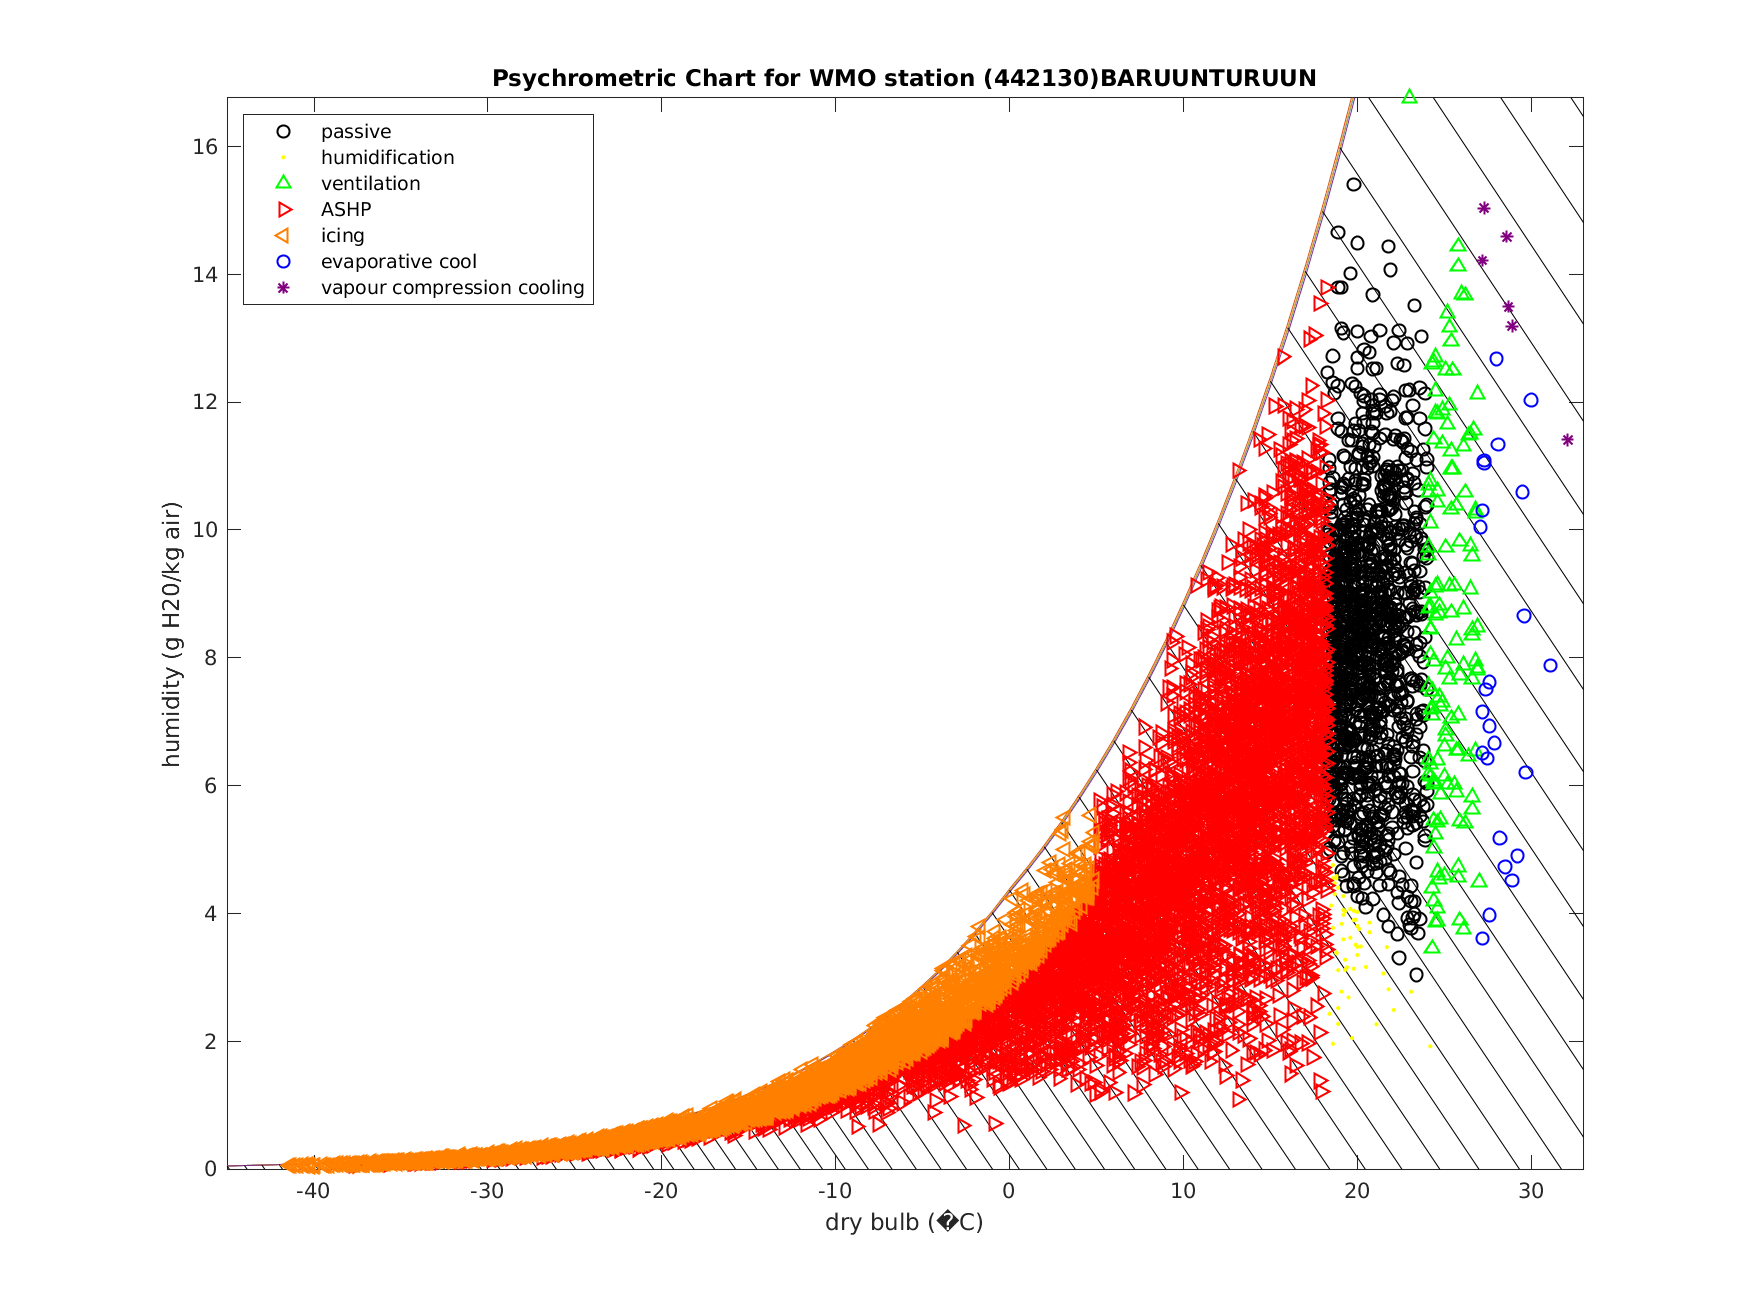 Psychrometric Chart for WMO station (442130)BARUUNTURUUN
passive
humidification
ventilation
ASHP
icing
evaporative cool
vapour compression cooling
humidity (g H20/kg air)
16
14
12
10
8
6
4
2
0
-40 -30 -20 -10 0 10 20 30
dry bulb (�C)